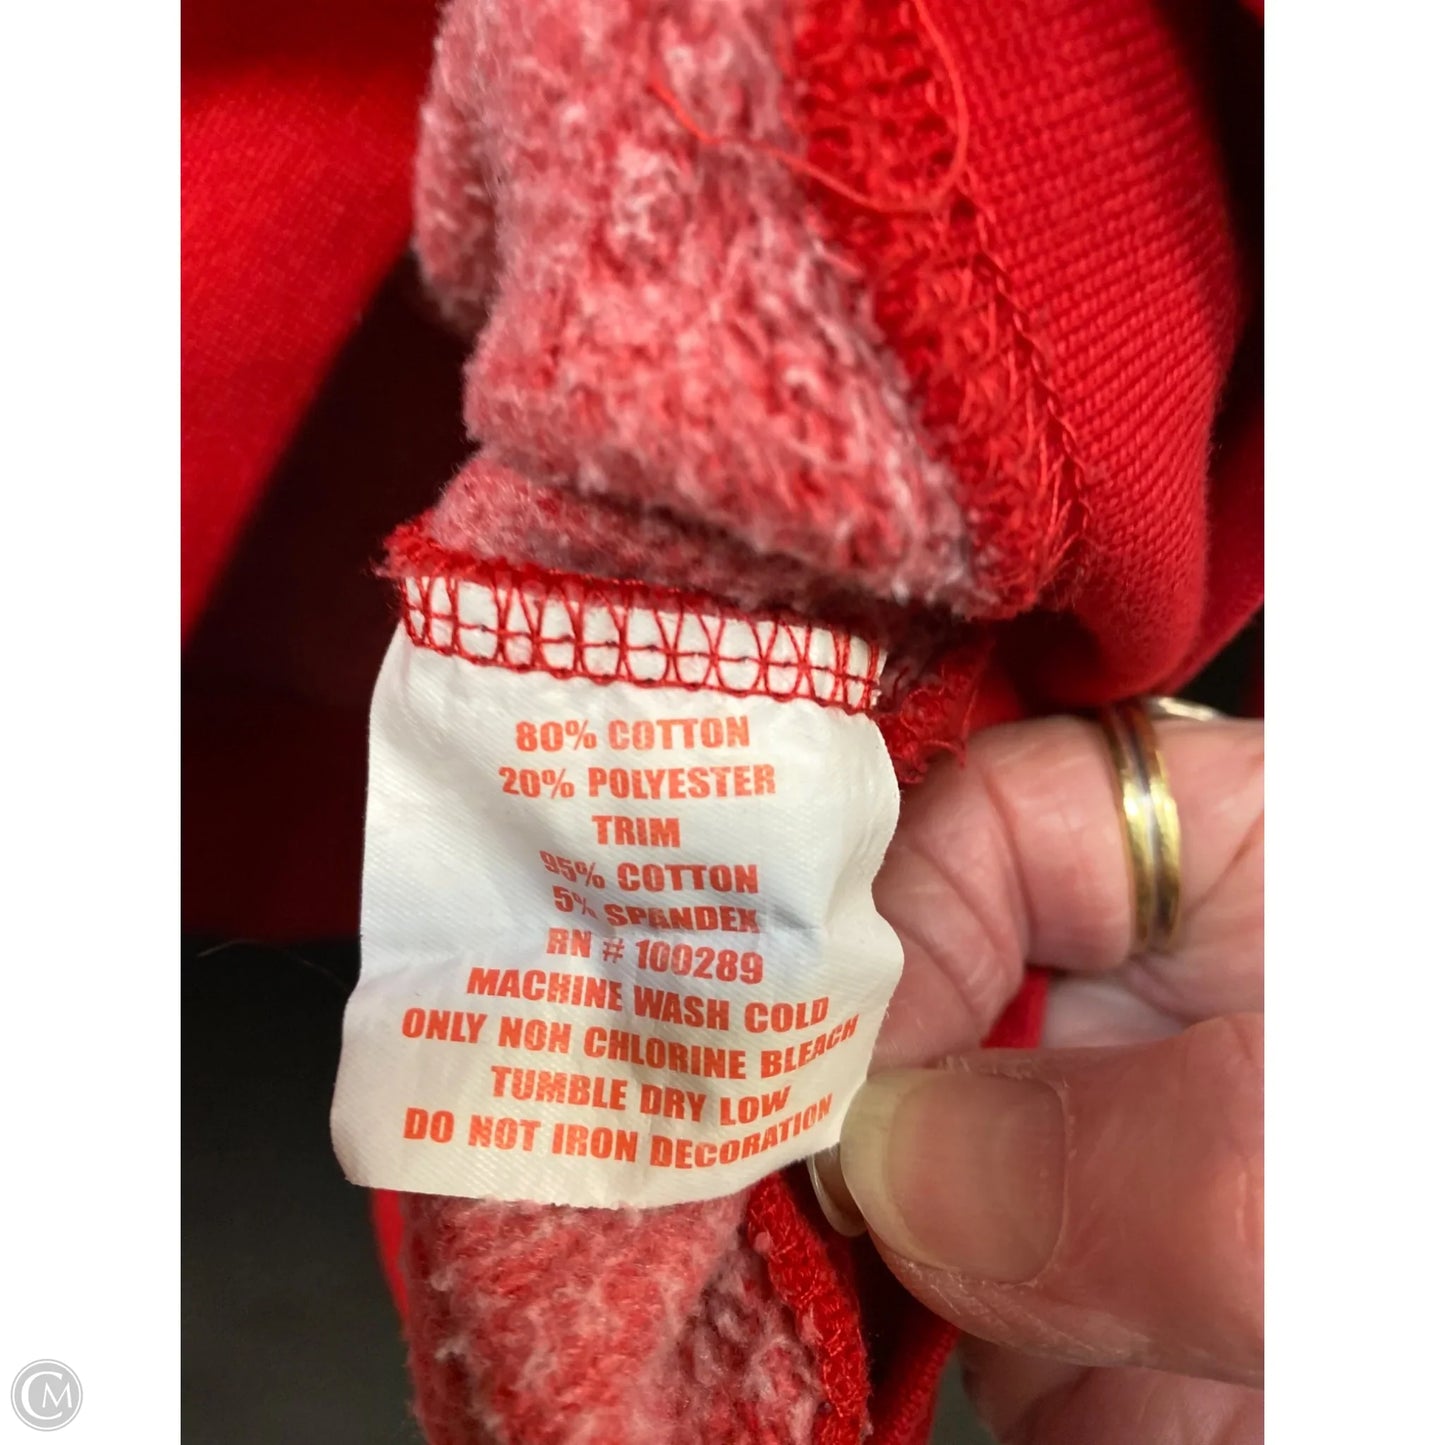 80% COTTON
20% POLYESTER
TRIM
95% COTTON
5% SPANDEX
RN # 100289
MACHINE WASH COLD
ONLY NON CHLORINE BLEACH
TUMBLE DRY LOW
DO NOT IRON DECORATION
CM